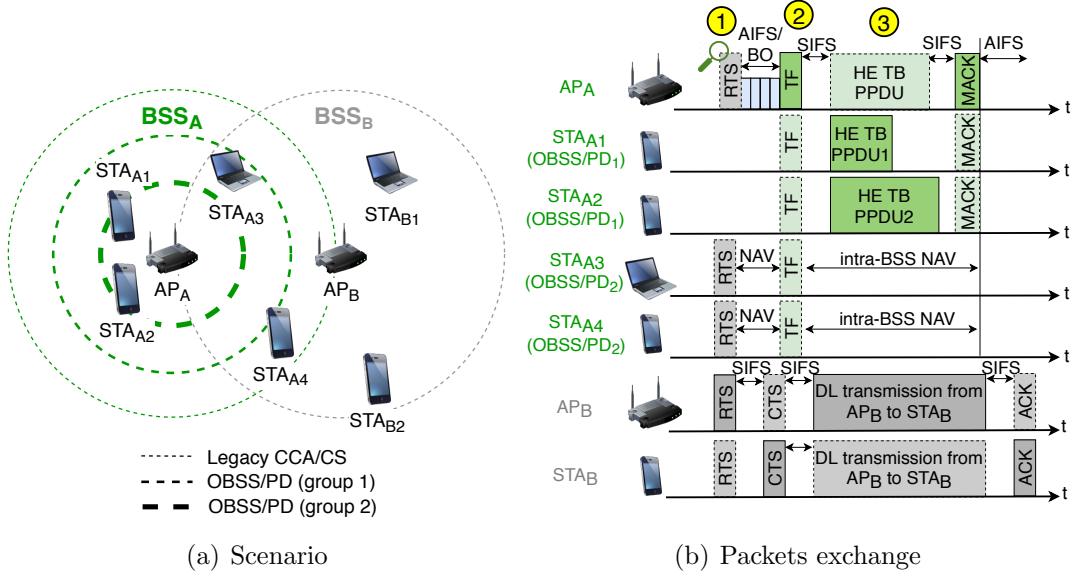 BSSA
BSSB
STAA1
STAA3
STAB1
APA
APB
STAA2
STAA4
STAB2
Legacy CCA/CS
OBSS/PD (group 1)
OBSS/PD (group 2)
(a) Scenario
1
2
3
AIFS/
BO
SIFS
SIFS
AIFS
APA
RTS
TF
HE TB
PPDU
MACK
t
STAA1
(OBSS/PD1)
TF
HE TB
PPDU1
MACK
t
STAA2
(OBSS/PD1)
TF
HE TB
PPDU2
MACK
t
STAA3
(OBSS/PD2)
RTS
NAV
TF
intra-BSS NAV
t
STAA4
(OBSS/PD2)
RTS
NAV
TF
intra-BSS NAV
t
SIFS
SIFS
SIFS
APB
RTS
CTS
DL transmission from
APB to STAB
ACK
t
STAB
RTS
CTS
DL transmission from
APB to STAB
ACK
t
(b) Packets exchange